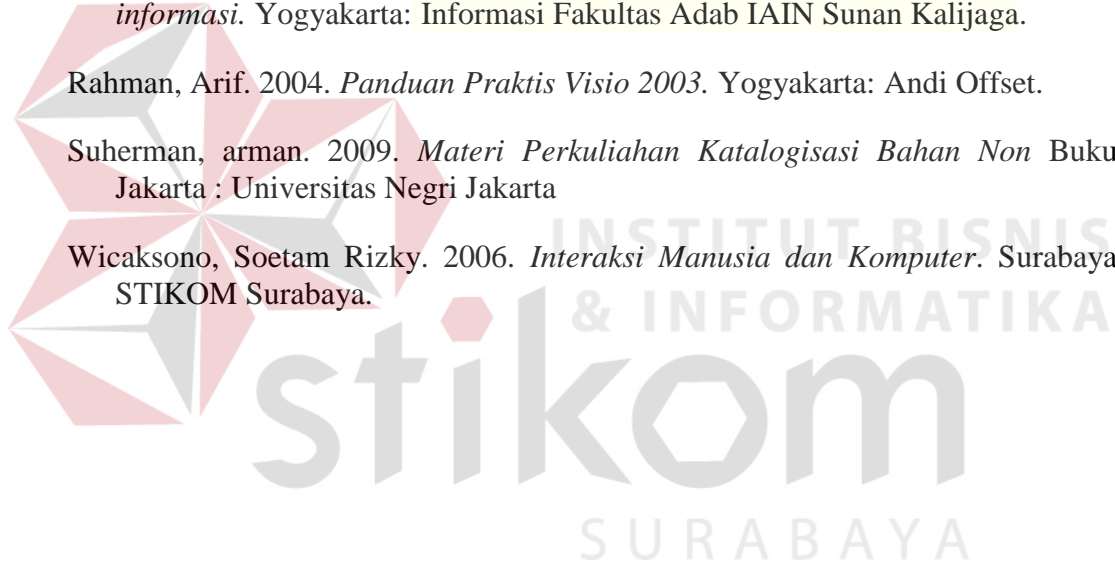 informasi. Yogyakarta: Informasi Fakultas Adab IAIN Sunan Kalijaga.
Rahman, Arif. 2004. Panduan Praktis Visio 2003. Yogyakarta: Andi Offset.
Suherman, arman. 2009. Materi Perkuliahan Katalogisasi Bahan Non Buku
Jakarta : Universitas Negri Jakarta
Wicaksono, Soetam Rizky. 2006. Interaksi Manusia dan Komputer. Surabaya
STIKOM Surabaya.
INSTITUT BISNIS
& INFORMATIKA
stikom
SURABAYA